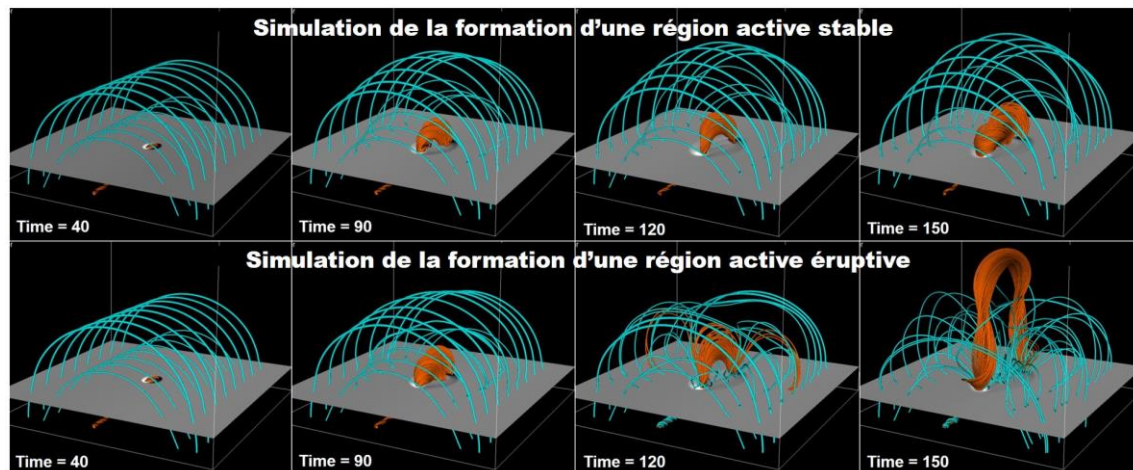 Simulation de la formation d'une région active stable
Time = 40
Time = 90
Time = 120
Time = 150
Simulation de la formation d'une région active éruptive
Time = 40
Time = 90
Time = 120
Time = 150